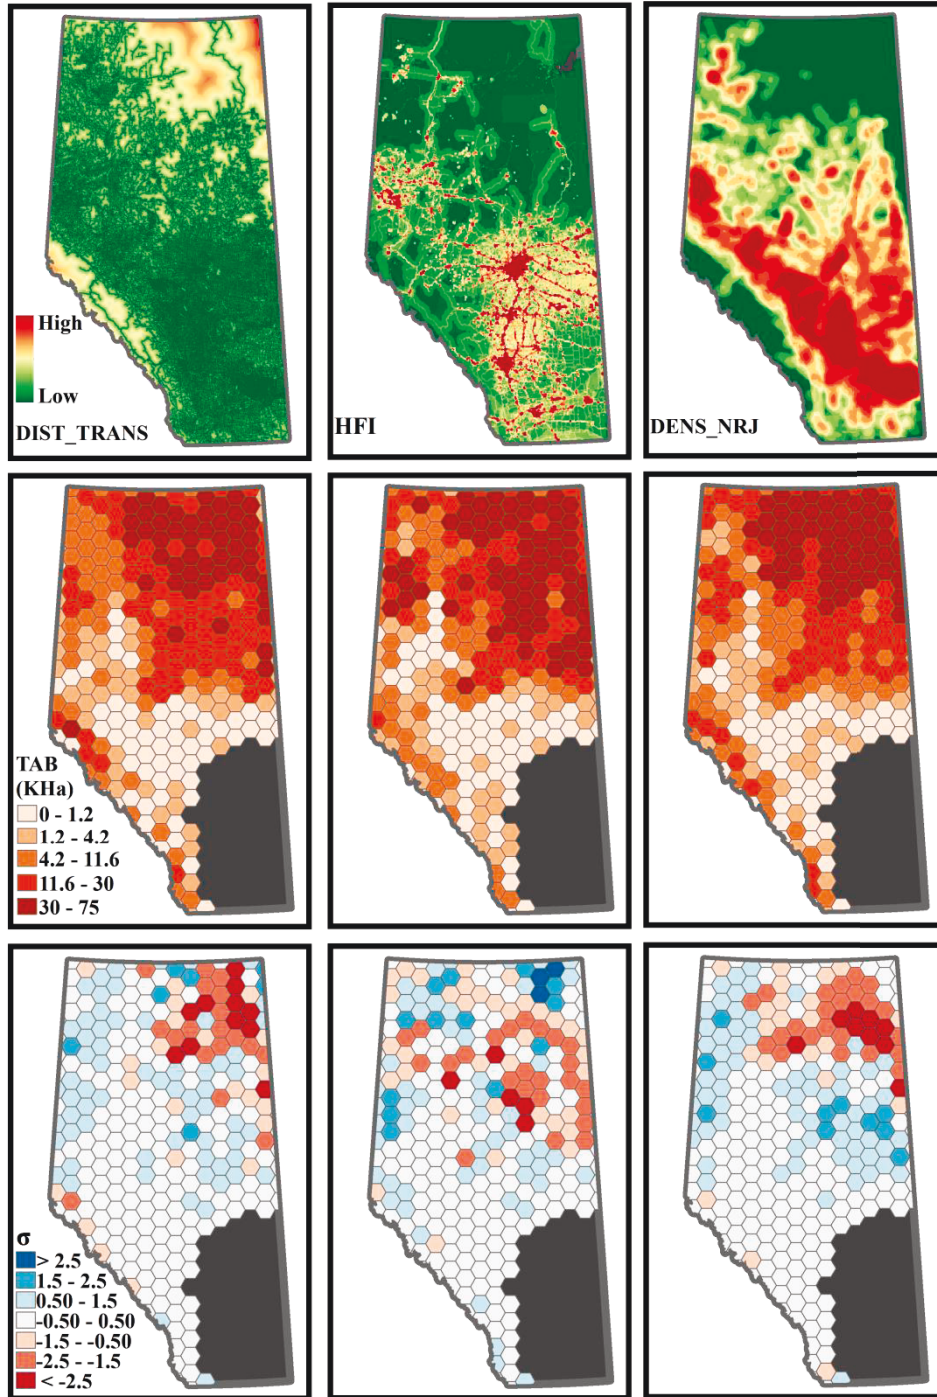 High
Low
DIST_TRANS
HFI
DENS_NRJ
TAB
(KHa)
0 - 1.2
1.2 - 4.2
4.2 - 11.6
11.6 - 30
30 - 75
σ
> 2.5
1.5 - 2.5
0.50 - 1.5
-0.50 - 0.50
-1.5 - -0.50
-2.5 - -1.5
< -2.5